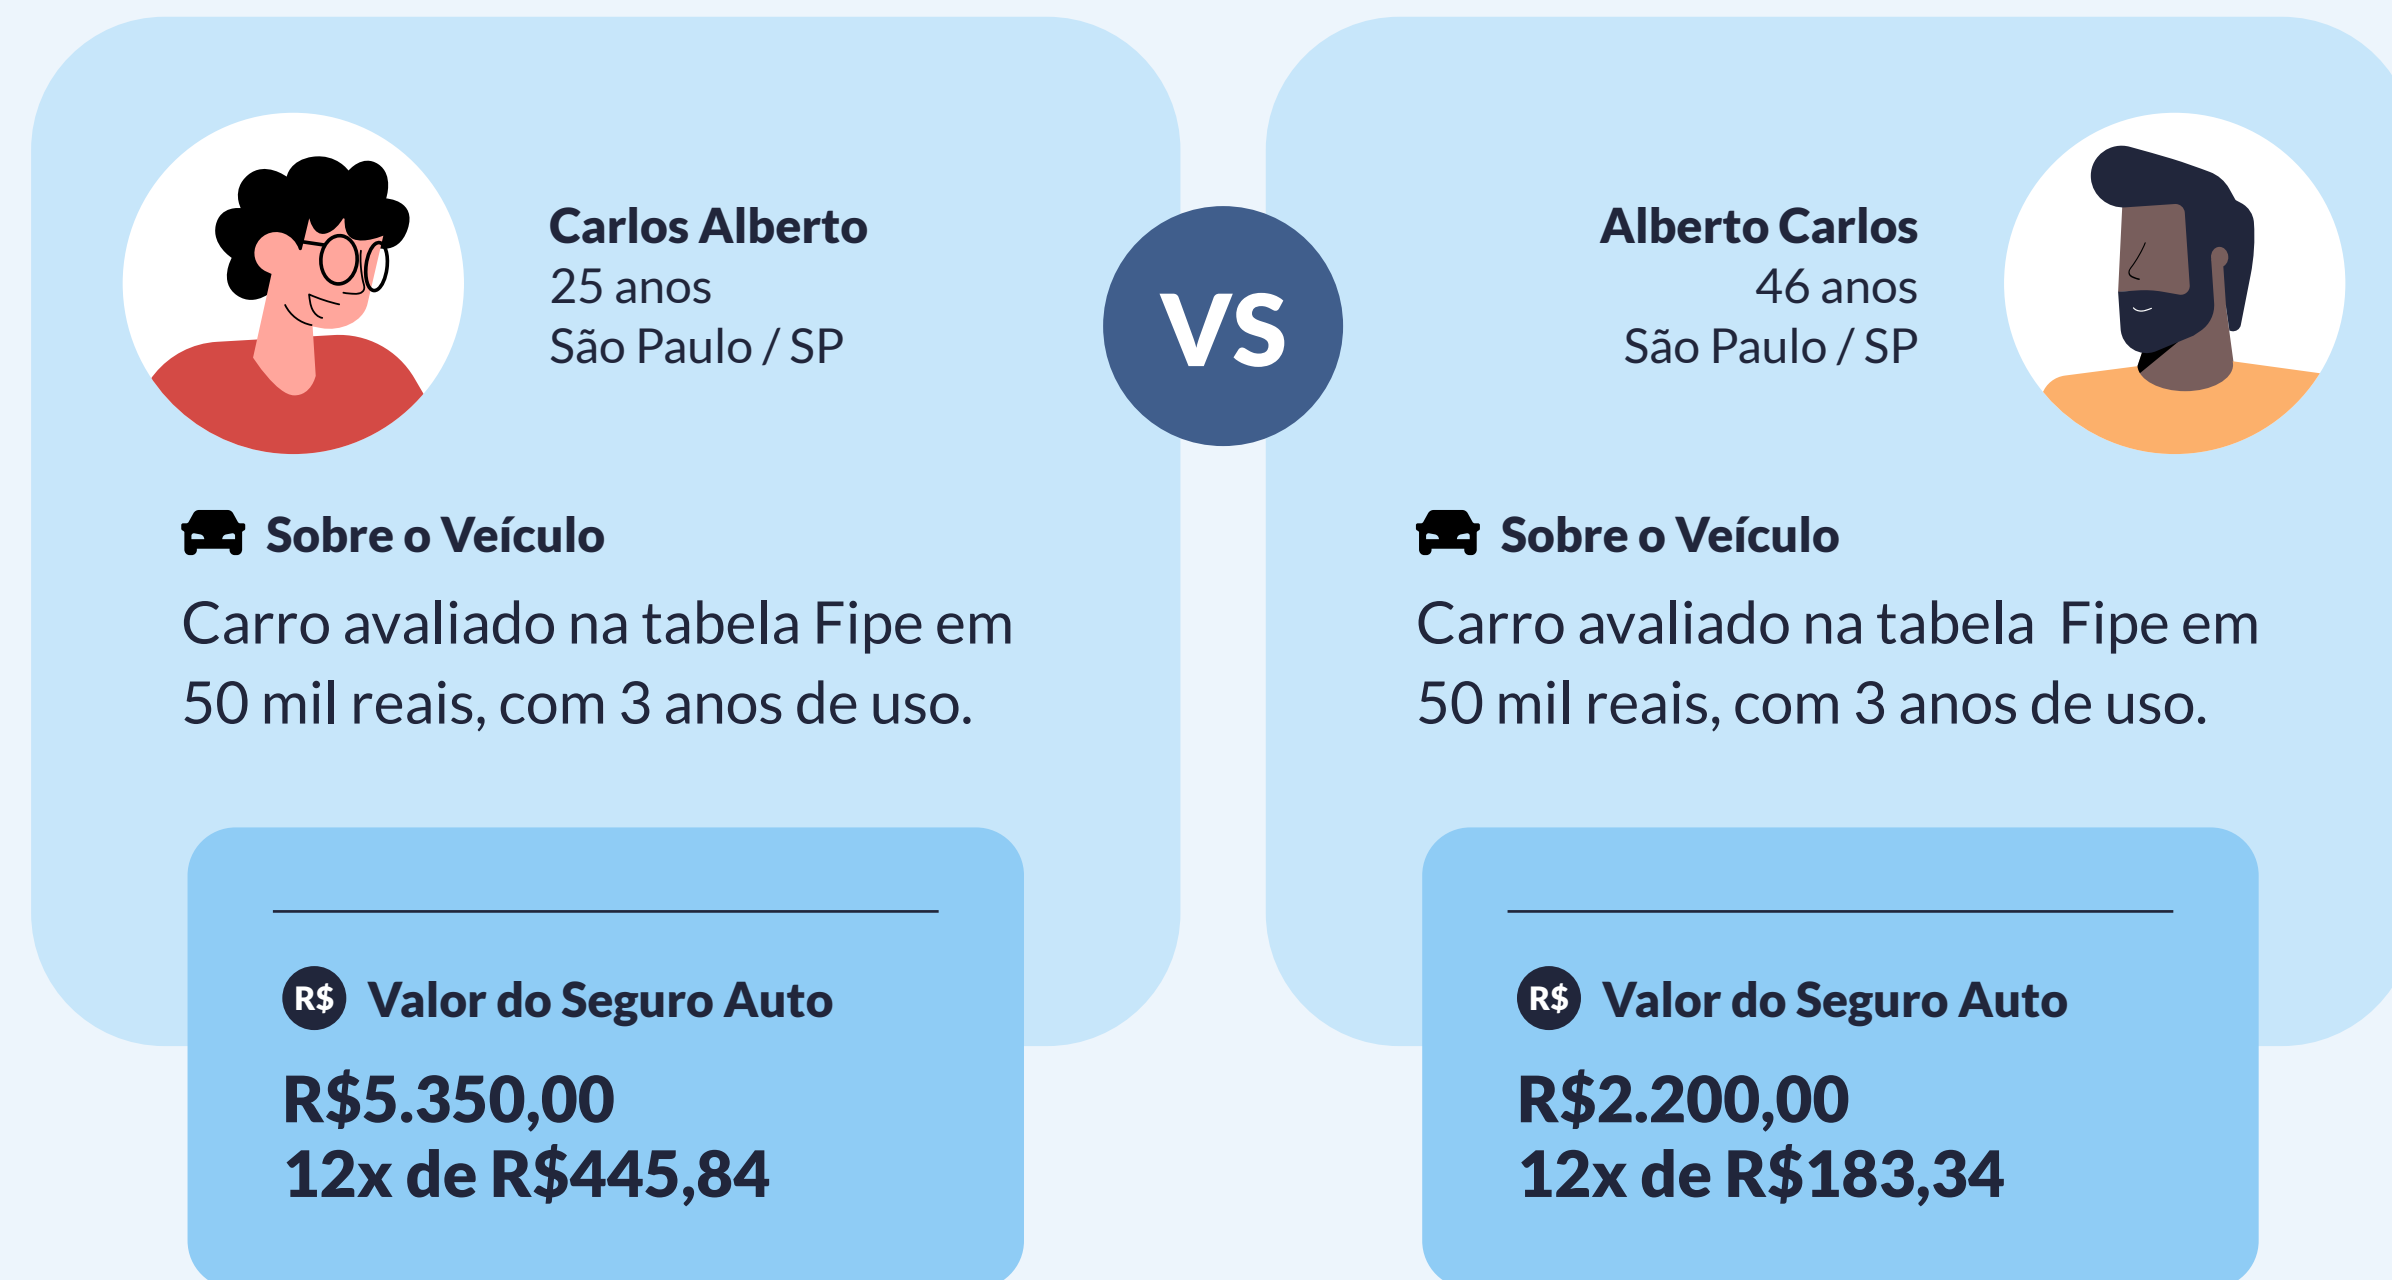 Carlos Alberto
25 anos
São Paulo / SP
VS
Alberto Carlos
46 anos
São Paulo / SP
Sobre o Veículo
Carro avaliado na tabela Fipe em
50 mil reais, com 3 anos de uso.
Sobre o Veículo
Carro avaliado na tabela Fipe em
50 mil reais, com 3 anos de uso.
R$ Valor do Seguro Auto
R$5.350,00
12x de R$445,84
R$ Valor do Seguro Auto
R$2.200,00
12x de R$183,34